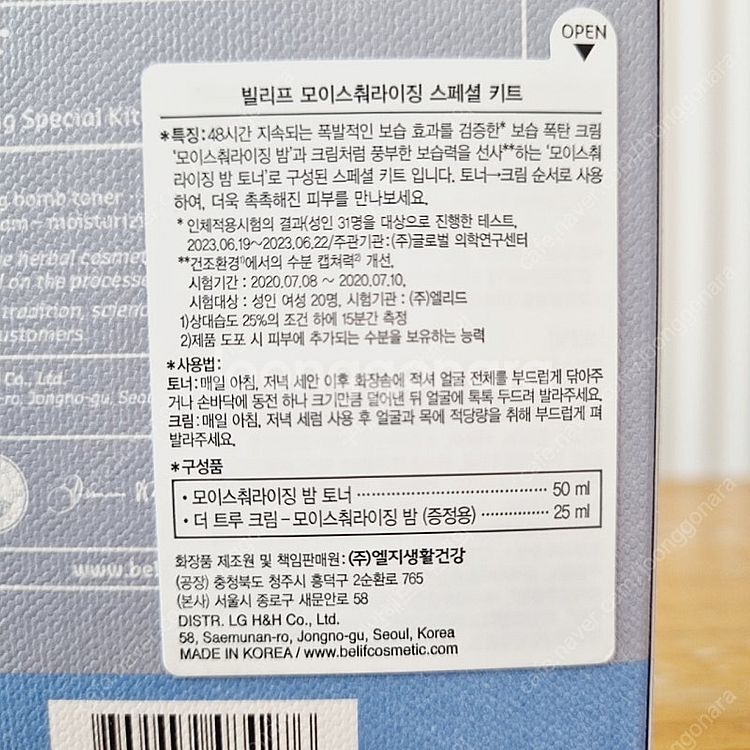 OPEN
빌리프 모이스춰라이징 스페셜 키트
*특징:48시간 지속되는 폭발적인 보습 효과를 검증한* 보습 폭탄 크림
'모이스춰라이징 밤'과 크림처럼 풍부한 보습력을 선사**하는 '모이스춰
라이징 밤 토너'로 구성된 스페셜 키트 입니다. 토너→크림 순서로 사용
하여, 더욱 촉촉해진 피부를 만나보세요.
* 인체적용시험의 결과(성인 31명을 대상으로 진행한 테스트,
2023.06.19~2023.06.22/주관기관:(주)글로벌 의학연구센터
**건조환경1)에서의 수분 캡쳐력2) 개선,
시험기간 : 2020.07.08 ~ 2020.07.10,
시험대상 : 성인 여성 20명, 시험기관 : (주)엘리드
1)상대습도 25%의 조건 하에 15분간 측정
2)제품 도포 시 피부에 추가되는 수분을 보유하는 능력
*사용법:
토너:매일 아침, 저녁 세안 이후 화장솜에 적셔 얼굴 전체를 부드럽게 닦아주
거나 손바닥에 동전 하나 크기만큼 덜어낸 뒤 얼굴에 톡톡 두드려 발라주세요.
크림:매일 아침, 저녁 세럼 사용 후 얼굴과 목에 적당량을 취해 부드럽게 펴
발라주세요.
*구성품
• 모이스춰라이징 밤 토너 ······ 50 ml
• 더 트루 크림-모이스춰라이징 밤 (증정용) ······ 25 ml
화장품 제조원 및 책임판매원:(주)엘지생활건강
(공장) 충청북도 청주시 흥덕구 2순환로 765
(본사) 서울시 종로구 새문안로 58
DISTR. LG H&H Co., Ltd.
58, Saemunan-ro, Jongno-gu, Seoul, Korea
MADE IN KOREA / www.belifcosmetic.com
g Special Kit
bomb toner
moisturizi
herbal cosmet
on the processe
tradition, scienc
ustomers
Co., Ltd.
-ro, Jongno-gu, Seou
www.beli